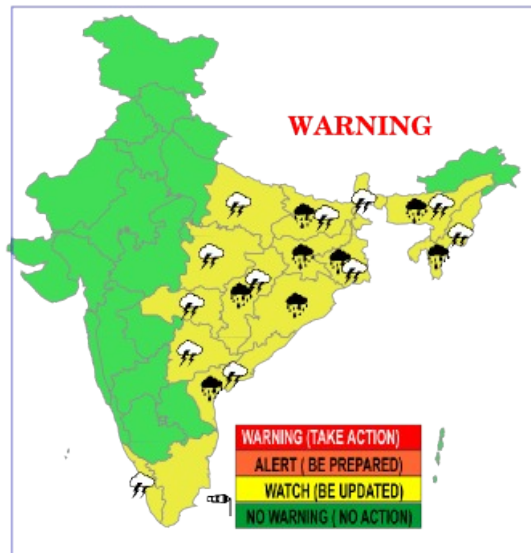 WARNING
WARNING (TAKE ACTION)
ALERT ( BE PREPARED)
WATCH (BE UPDATED)
NO WARNING ( NO ACTION)